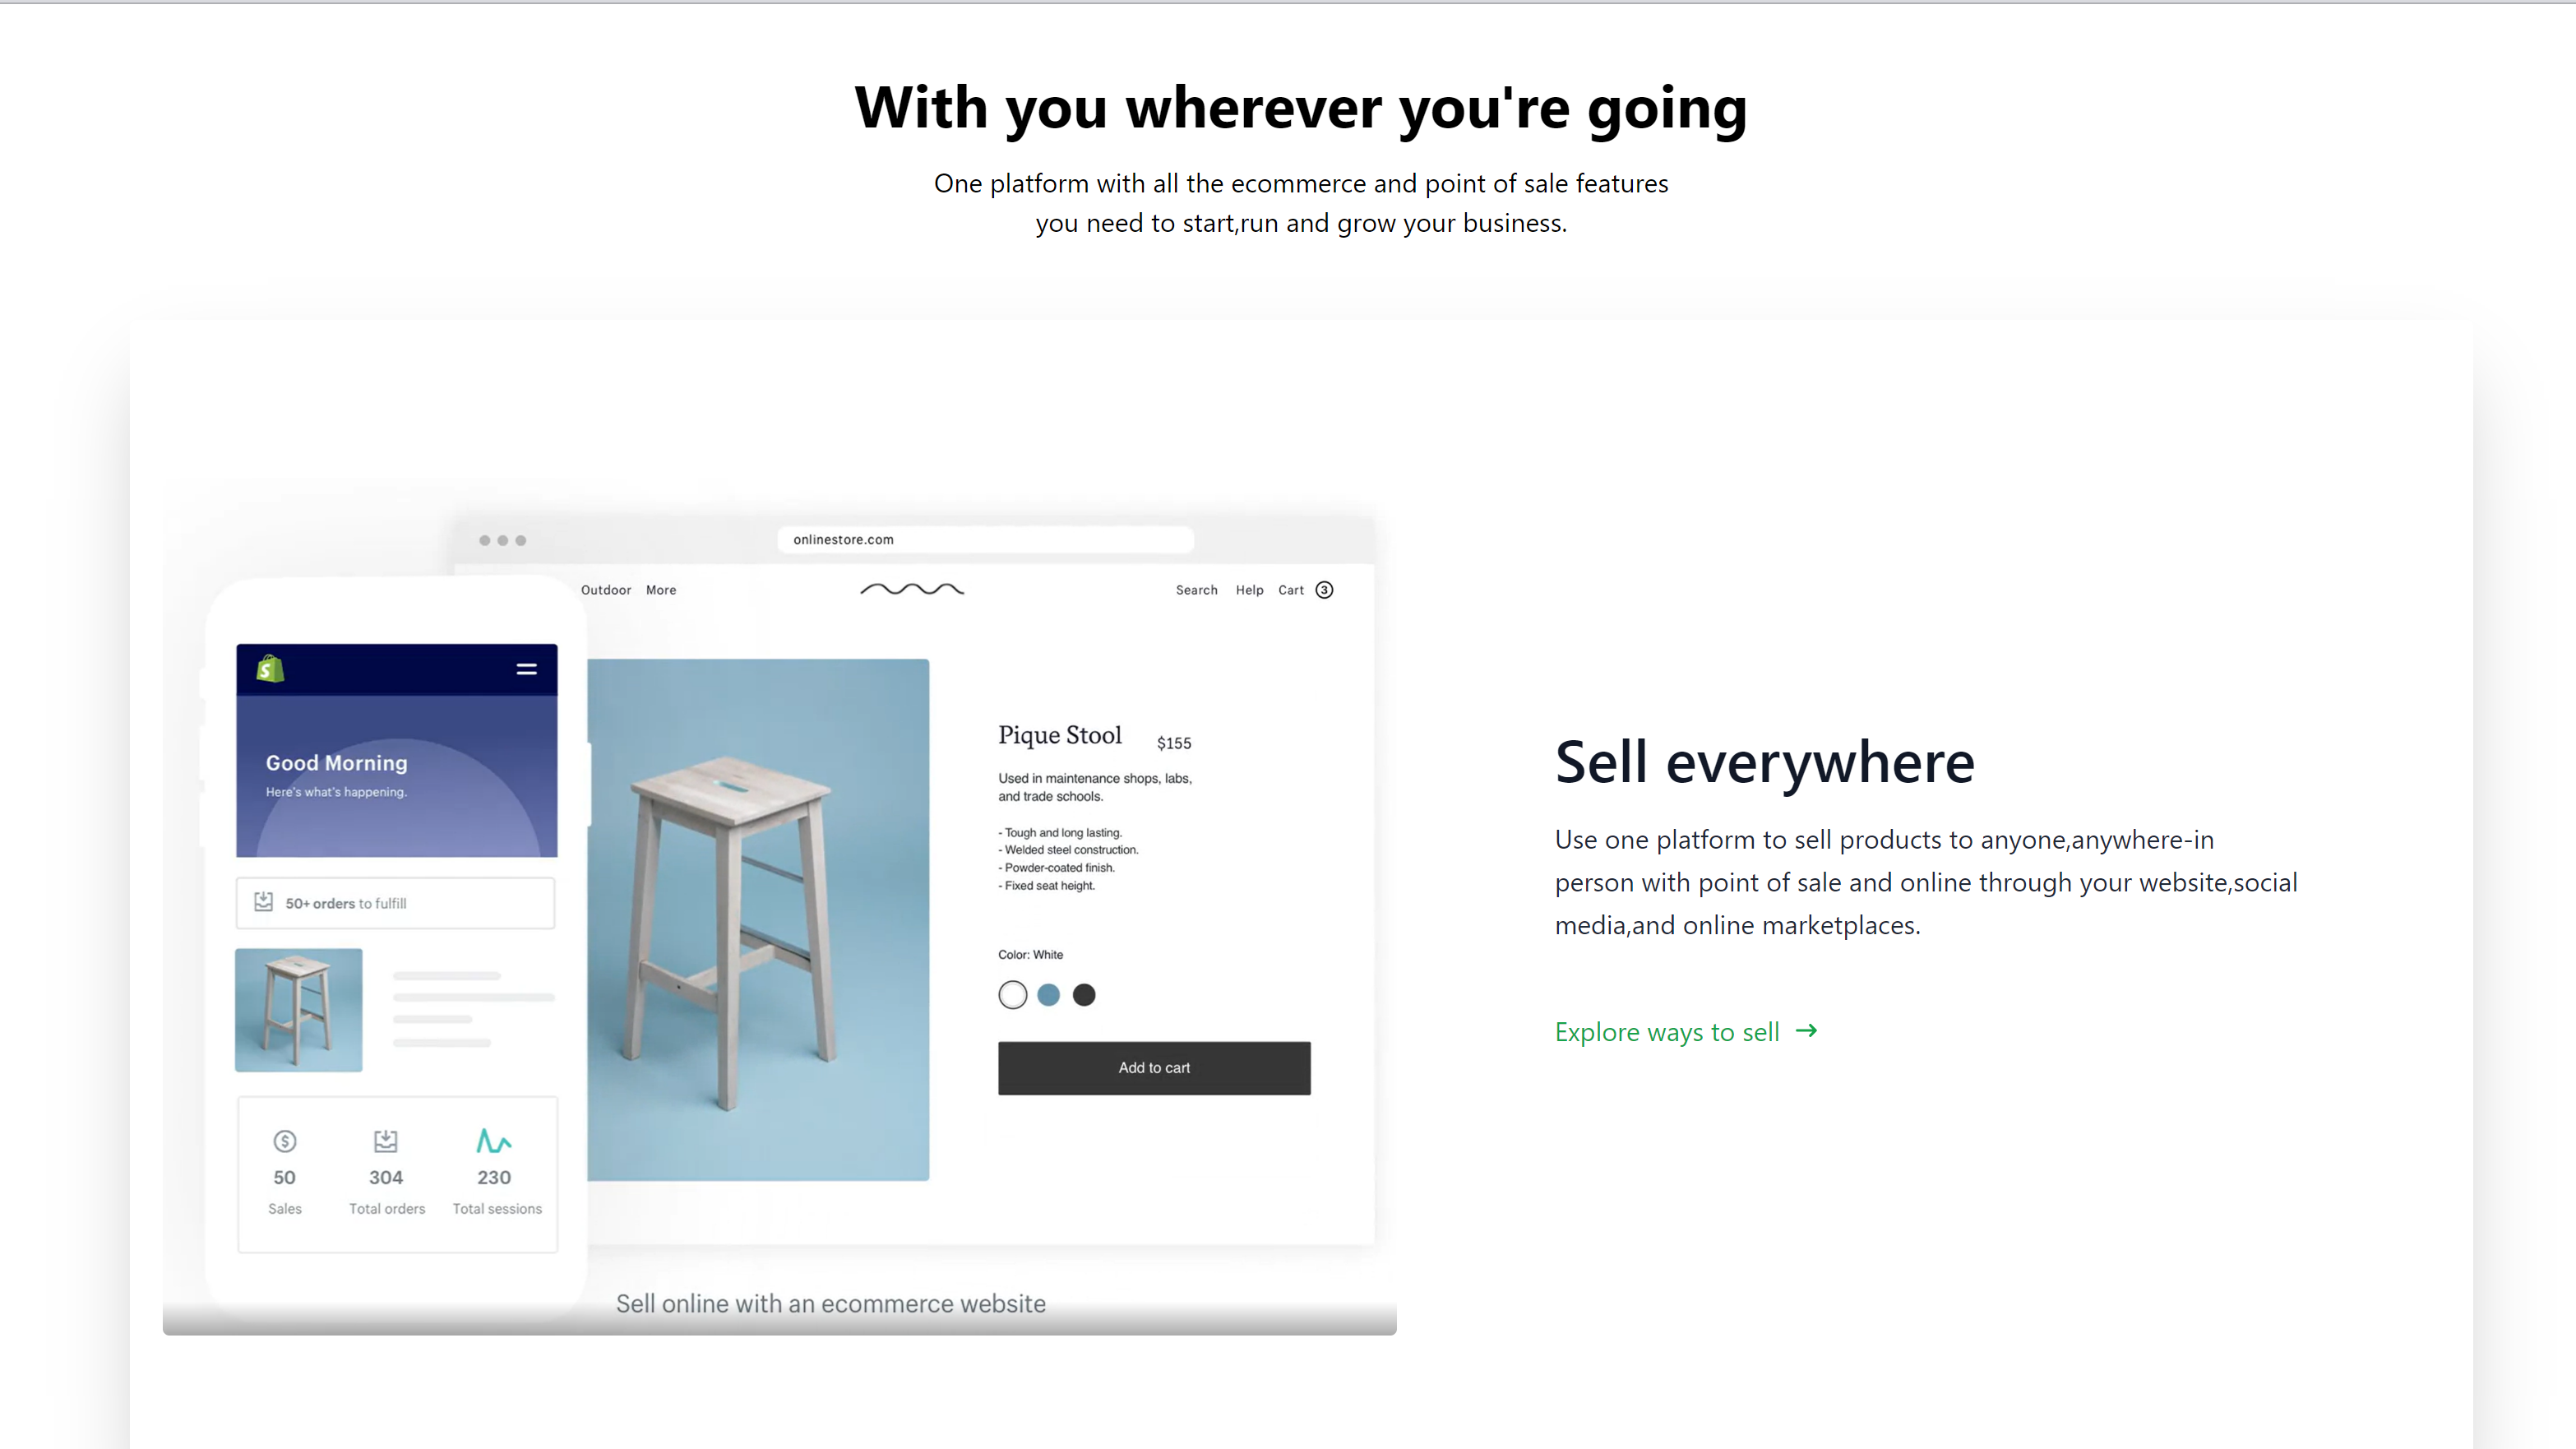 With you wherever you're going
One platform with all the ecommerce and point of sale features
you need to start,run and grow your business.
onlinestore.com
Outdoor More
Search Help Cart 3
S
Good Morning
Here's what's happening.
50+ orders to fulfill
50 304 230
Sales Total orders Total sessions
Pique Stool $155
Used in maintenance shops, labs,
and trade schools.
- Tough and long lasting.
- Welded steel construction.
- Powder-coated finish.
- Fixed seat height.
Color: White
Add to cart
Sell online with an ecommerce website
Sell everywhere
Use one platform to sell products to anyone,anywhere-in
person with point of sale and online through your website,social
media,and online marketplaces.
Explore ways to sell →